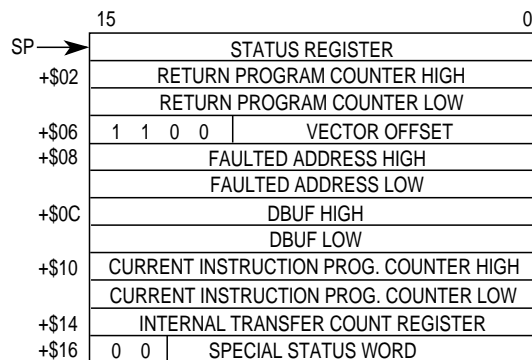 15 0
SP STATUS REGISTER
+$02 RETURN PROGRAM COUNTER HIGH
RETURN PROGRAM COUNTER LOW
+$06 1 1 0 0 VECTOR OFFSET
+$08 FAULTED ADDRESS HIGH
FAULTED ADDRESS LOW
+$0C DBUF HIGH
DBUF LOW
+$10 CURRENT INSTRUCTION PROG. COUNTER HIGH
CURRENT INSTRUCTION PROG. COUNTER LOW
+$14 INTERNAL TRANSFER COUNT REGISTER
+$16 0 0 SPECIAL STATUS WORD